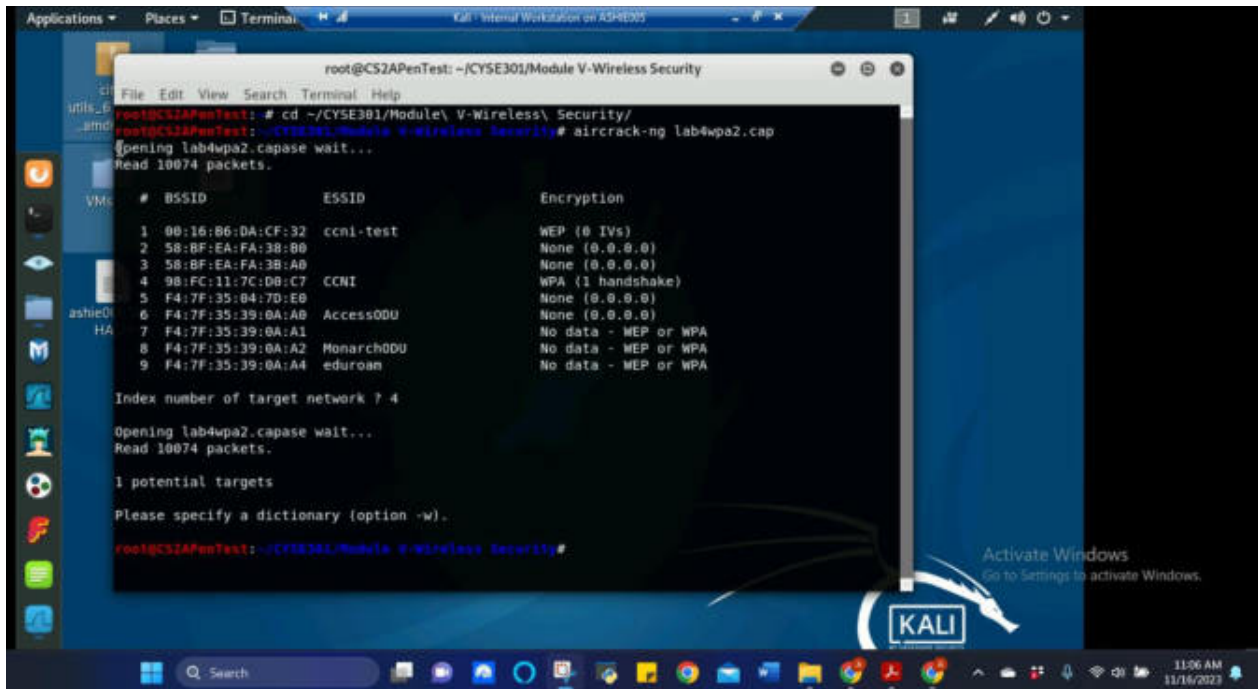 Applications Places Terminal Kali - Internal Workstation on ASHIE005 1
root@CS2APenTest: ~/CYSE301/Module V-Wireless Security
File Edit View Search Terminal Help
root@CS2APenTest:~# cd ~/CYSE301/Module\ V-Wireless\ Security/
root@CS2APenTest:~/CYSE301/Module V-Wireless Security# aircrack-ng lab4wpa2.cap
Opening lab4wpa2.capase wait...
Read 10074 packets.
# BSSID ESSID Encryption
1 00:16:B6:DA:CF:32 ccni-test WEP (0 IVs)
2 58:BF:EA:FA:38:B0 None (0.0.0.0)
3 58:BF:EA:FA:3B:A0 None (0.0.0.0)
4 98:FC:11:7C:D0:C7 CCNI WPA (1 handshake)
5 F4:7F:35:04:7D:E0 None (0.0.0.0)
6 F4:7F:35:39:0A:A0 AccessODU None (0.0.0.0)
7 F4:7F:35:39:0A:A1 No data - WEP or WPA
8 F4:7F:35:39:0A:A2 MonarchODU No data - WEP or WPA
9 F4:7F:35:39:0A:A4 eduroam No data - WEP or WPA
Index number of target network ? 4
Opening lab4wpa2.capase wait...
Read 10074 packets.
1 potential targets
Please specify a dictionary (option -w).
root@CS2APenTest:~/CYSE301/Module V-Wireless Security#
Activate Windows
Go to Settings to activate Windows.
KALI
Search
11:06 AM
11/16/2023